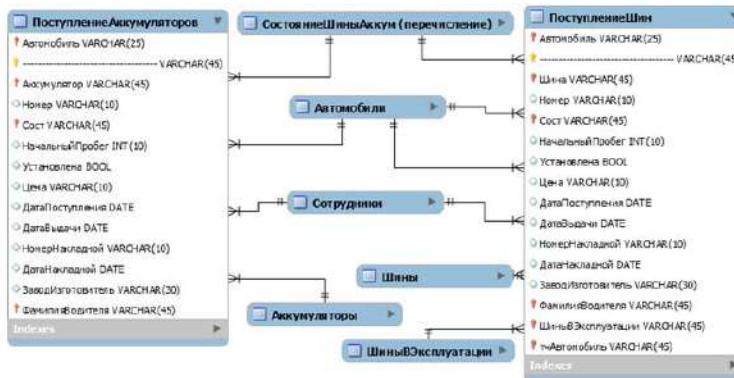 ПоступлениеАккумуляторов
Автомобиль VARCHAR(25)
------------------------------------ VARCHAR(45)
Аккумулятор VARCHAR(45)
Номер VARCHAR(10)
Сост VARCHAR(45)
НачальныйПробег INT(10)
Установлена BOOL
Цена VARCHAR(10)
ДатаПоступления DATE
ДатаВыдачи DATE
НомерНакладной VARCHAR(10)
ДатаНакладной DATE
ЗаводИзготовитель VARCHAR(30)
ФамилияВодителя VARCHAR(45)
Indexes
СостояниеШиныАккум (перечисление)
Автомобили
Сотрудники
Шины
Аккумуляторы
ШиныВЭксплуатации
ПоступлениеШин
Автомобиль VARCHAR(25)
------------------------------------ VARCHAR(45
Шина VARCHAR(45)
Номер VARCHAR(10)
Сост VARCHAR(45)
НачальныйПробег INT(10)
Установлена BOOL
Цена VARCHAR(10)
ДатаПоступления DATE
ДатаВыдачи DATE
НомерНакладной VARCHAR(10)
ДатаНакладной DATE
ЗаводИзготовитель VARCHAR(30)
ФамилияВодителя VARCHAR(45)
ШиныВЭксплуатации VARCHAR(45)
тчАвтомобиль VARCHAR(45)
Indexes